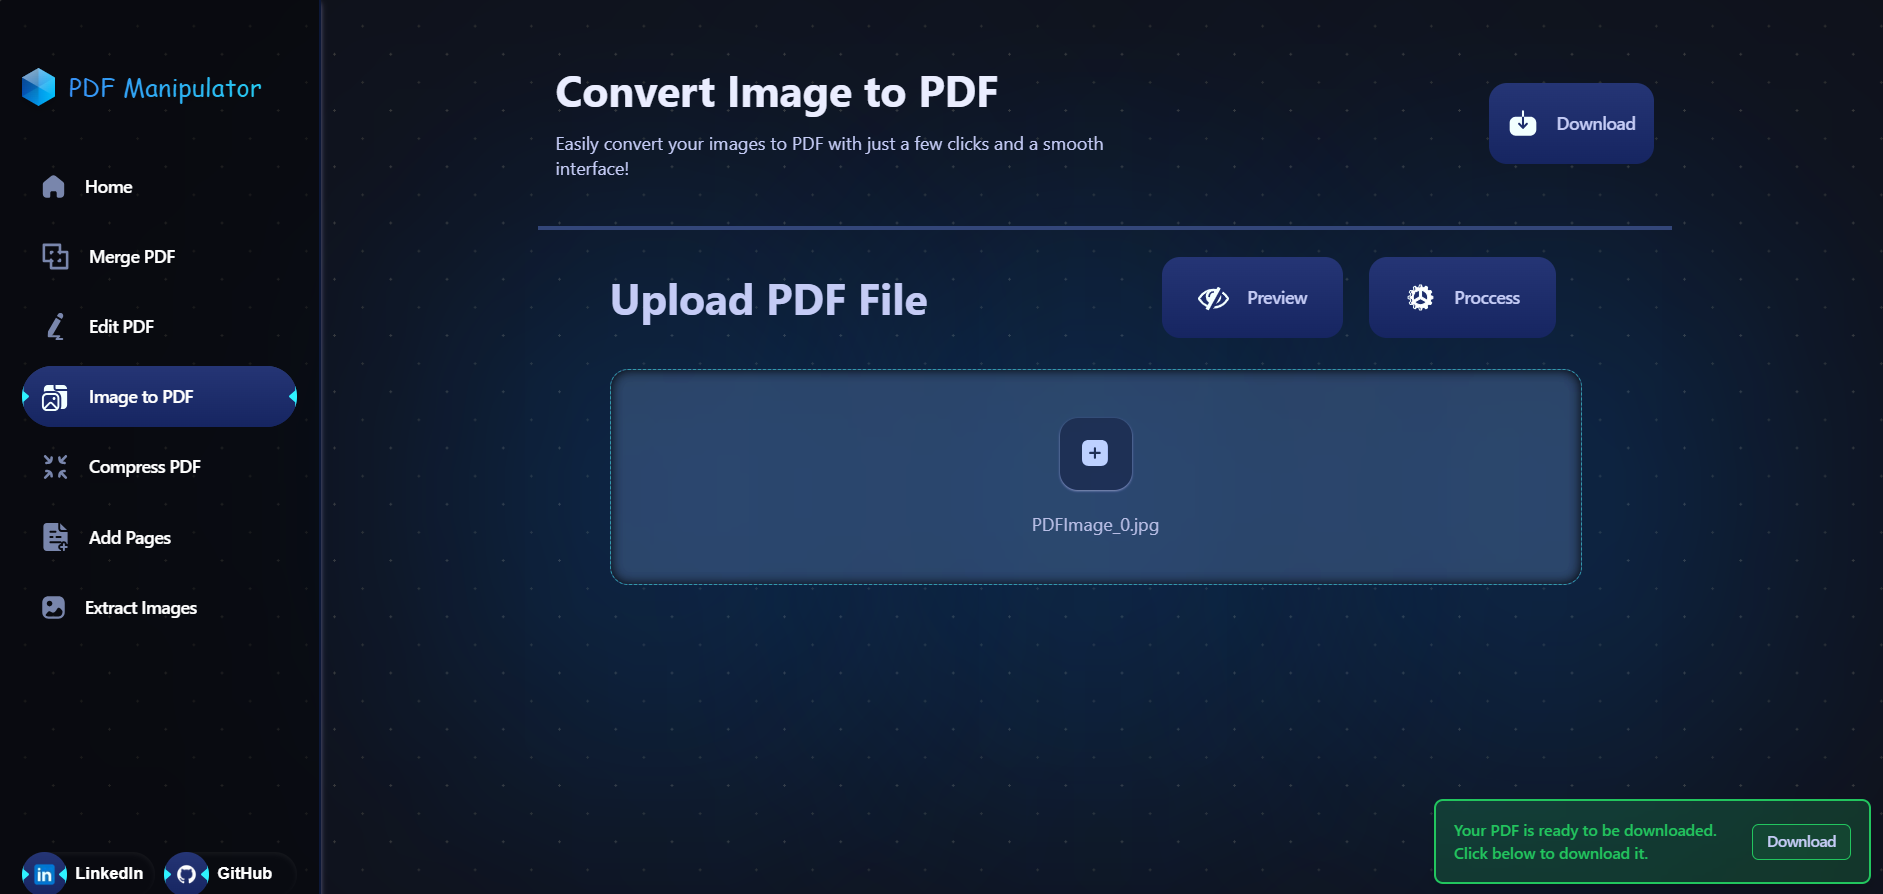 PDF Manipulator
Home
Merge PDF
Edit PDF
Image to PDF
Compress PDF
Add Pages
Extract Images
in LinkedIn
GitHub
Convert Image to PDF
Easily convert your images to PDF with just a few clicks and a smooth
interface!
Download
Upload PDF File
Preview
Proccess
PDFImage_0.jpg
Your PDF is ready to be downloaded.
Click below to download it.
Download